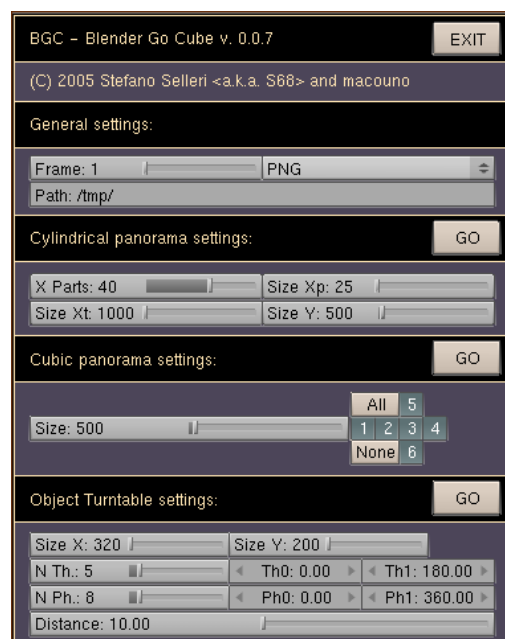 BGC – Blender Go Cube v. 0.0.7 EXIT
(C) 2005 Stefano Selleri <a.k.a. S68> and macouno
General settings:
Frame: 1 PNG
Path: /tmp/
Cylindrical panorama settings: GO
X Parts: 40 Size Xp: 25
Size Xt: 1000 Size Y: 500
Cubic panorama settings: GO
All 5
Size: 500 1 2 3 4
None 6
Object Turntable settings: GO
Size X: 320 Size Y: 200
N Th.: 5 Th0: 0.00 Th1: 180.00
N Ph.: 8 Ph0: 0.00 Ph1: 360.00
Distance: 10.00